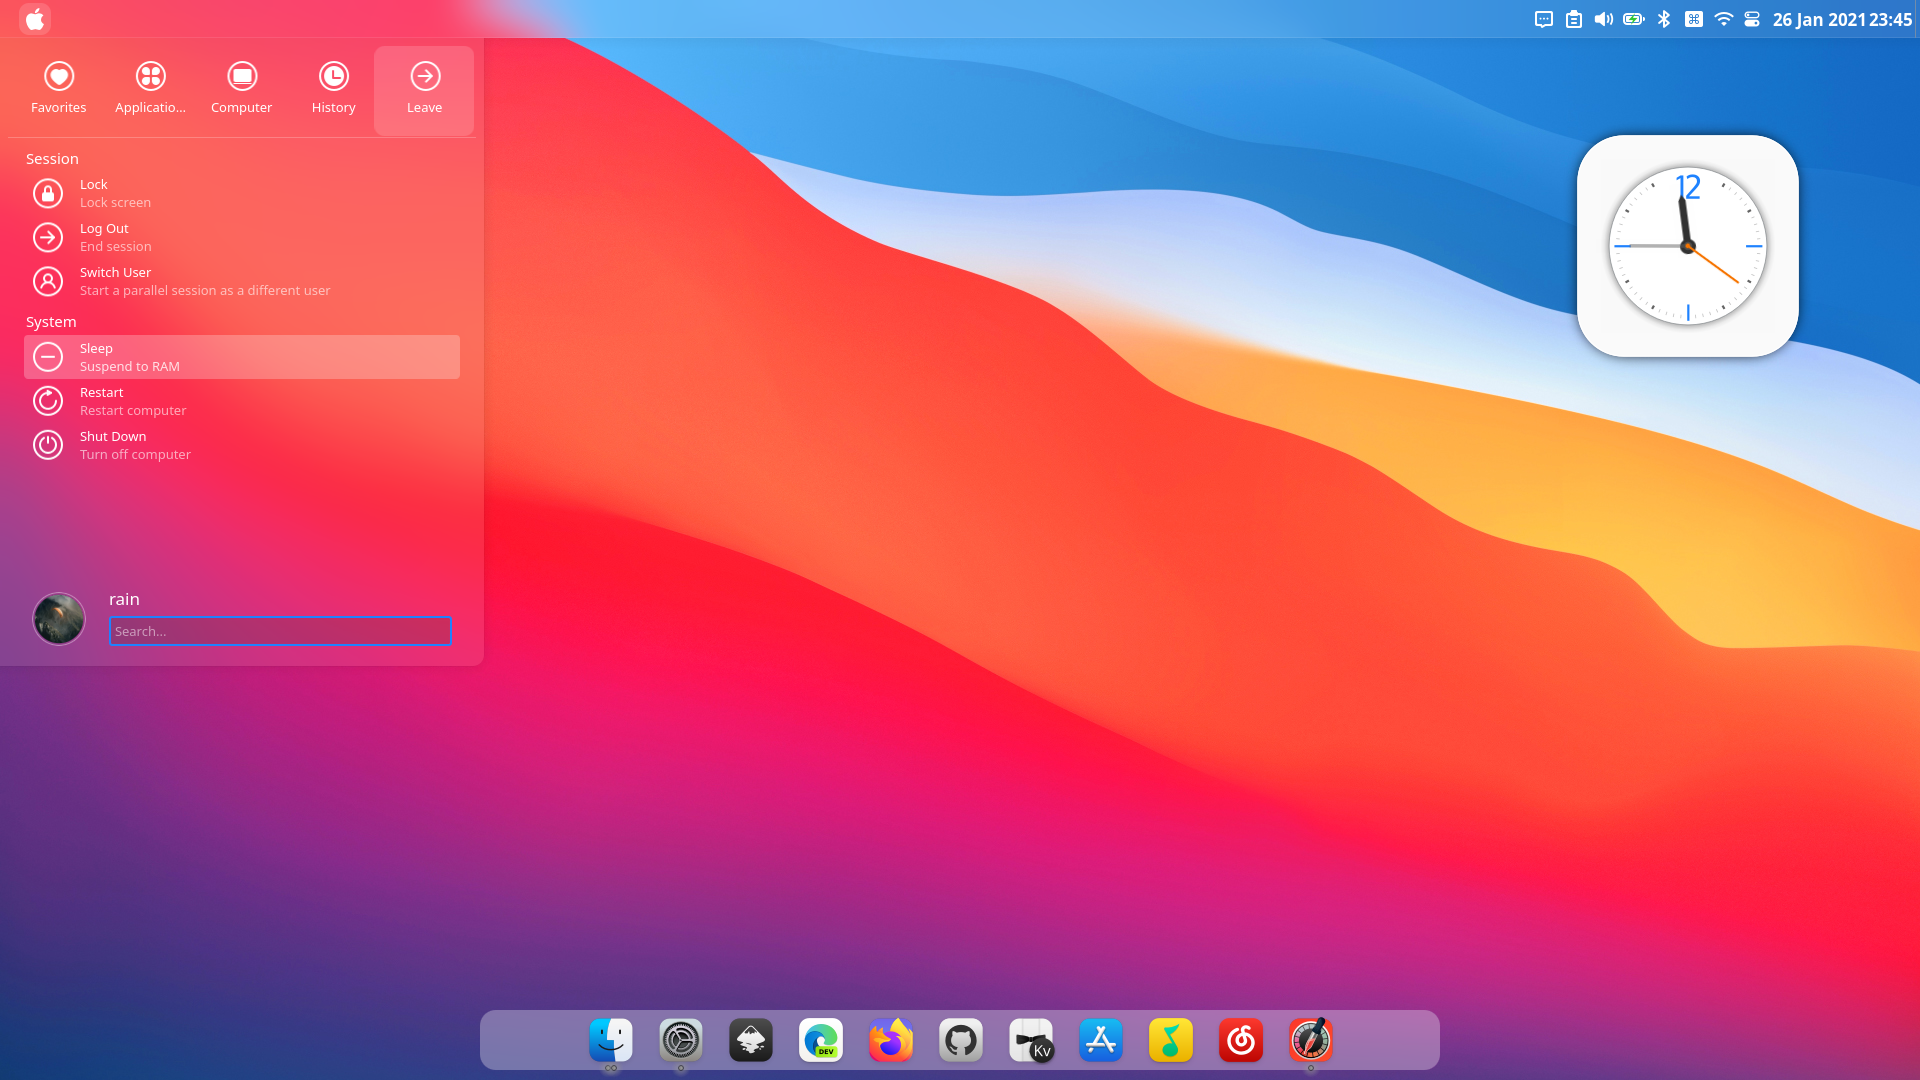 26 Jan 2021 23:45
Favorites
Applicatio...
Computer
History
Leave
Session
Lock
Lock screen
Log Out
End session
Switch User
Start a parallel session as a different user
System
Sleep
Suspend to RAM
Restart
Restart computer
Shut Down
Turn off computer
rain
Search...
12
DEV
Kv